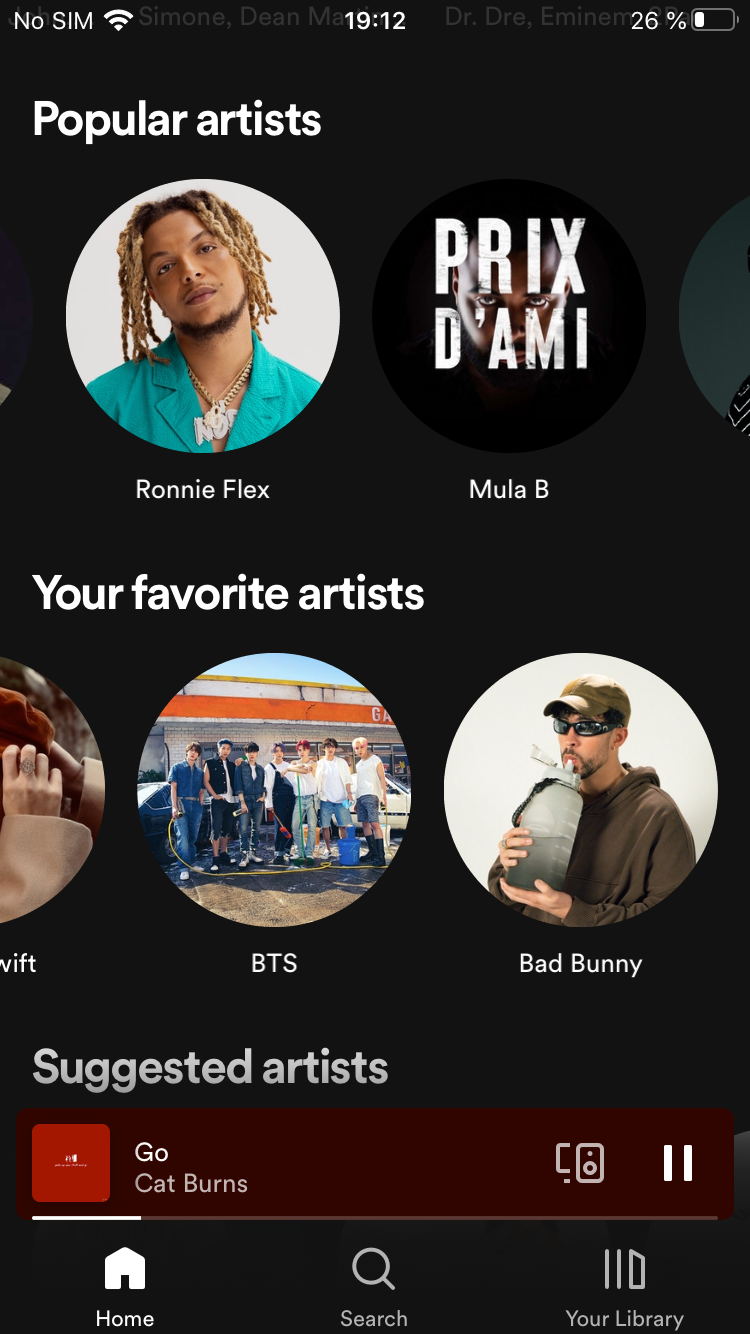 Simone, Dean
Dr. Dre, Eminem,
No SIM 19:12 26 %
Popular artists
PRIX
D'AMI
Ronnie Flex Mula B
Your favorite artists
GA
wift BTS Bad Bunny
Suggested artists
Go
Cat Burns
Home Search Your Library